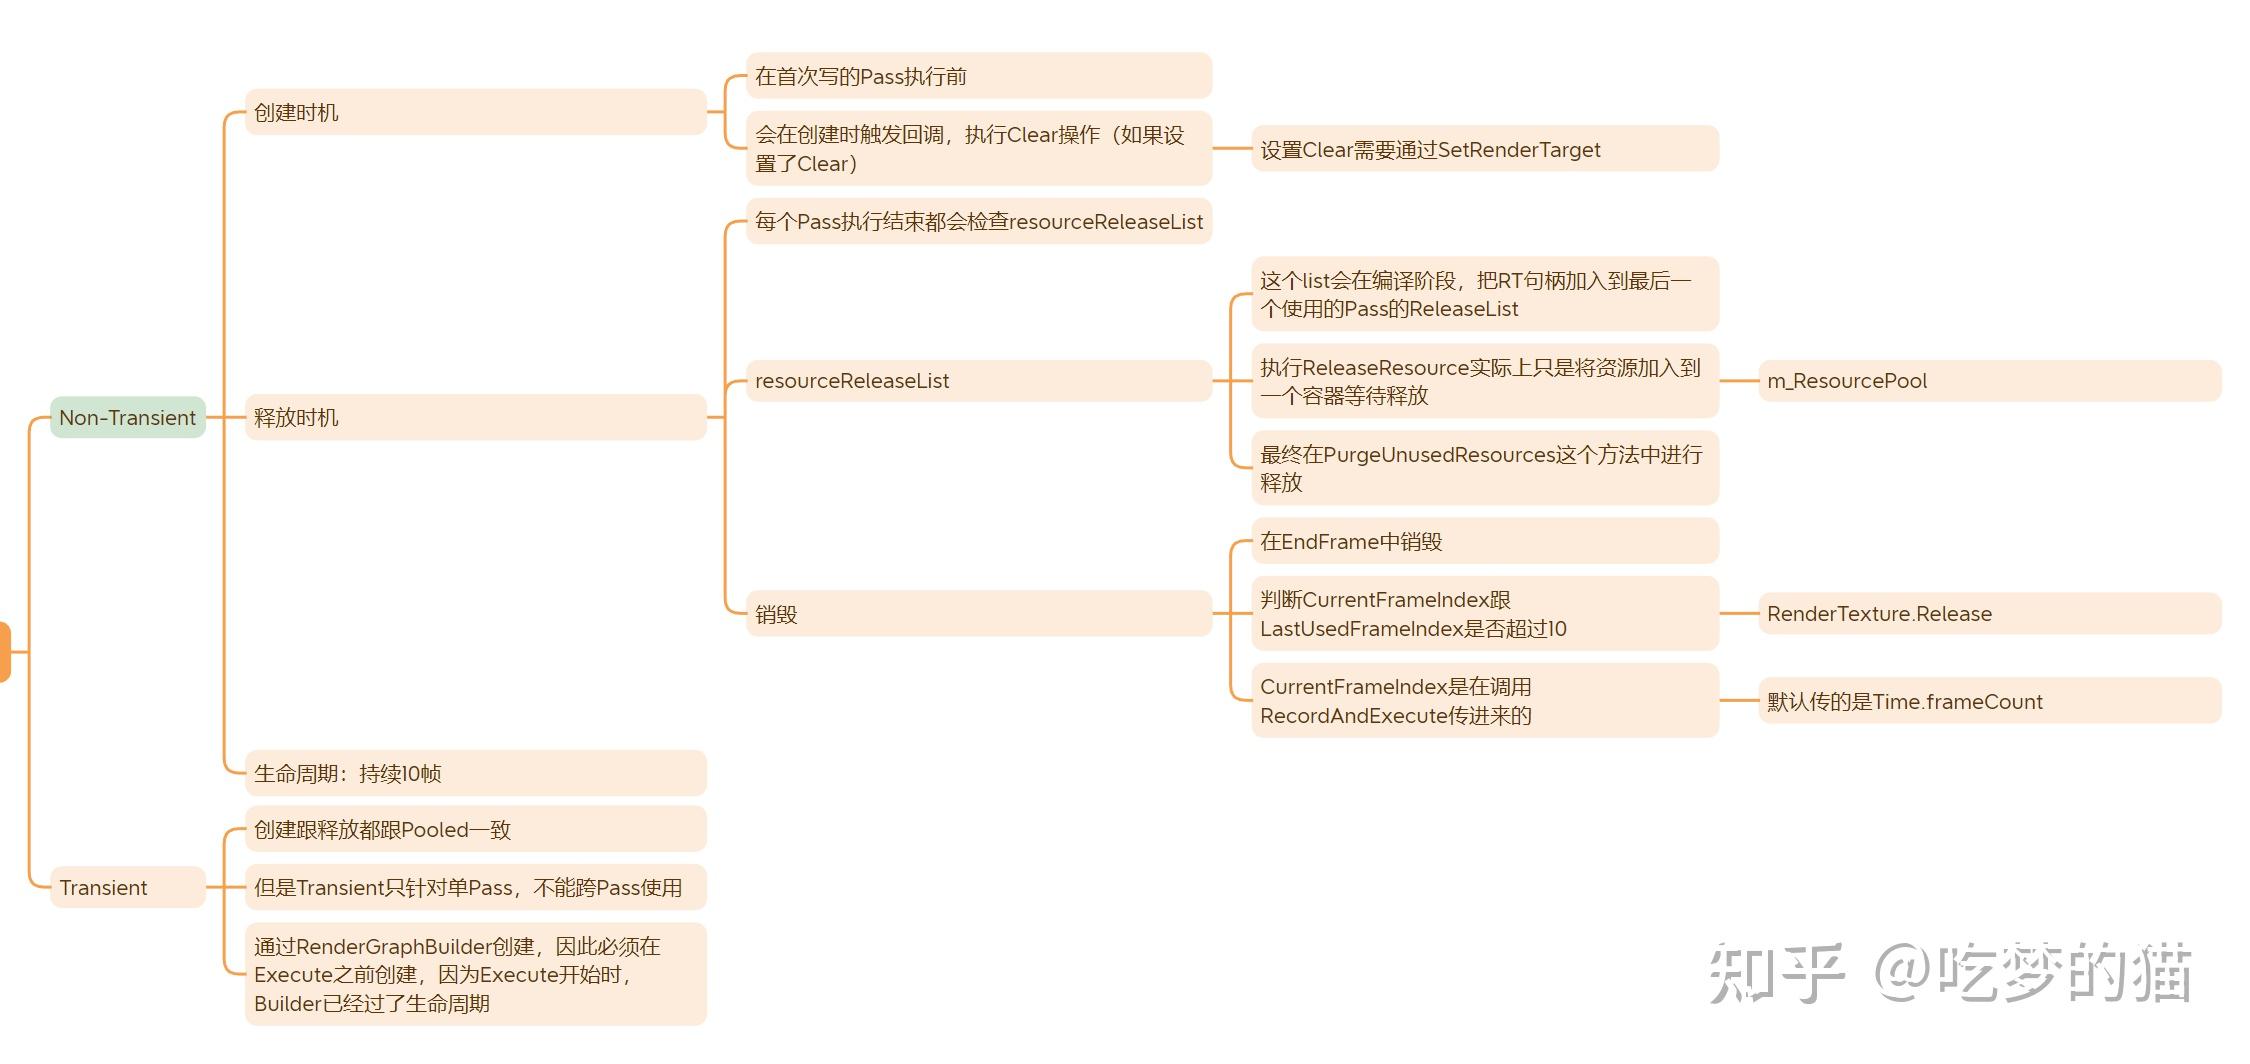 Non-Transient
创建时机
在首次写的Pass执行前
会在创建时触发回调，执行Clear操作（如果设
置了Clear）
设置Clear需要通过SetRenderTarget
释放时机
每个Pass执行结束都会检查resourceReleaseList
resourceReleaseList
这个list会在编译阶段，把RT句柄加入到最后一
个使用的Pass的ReleaseList
执行ReleaseResource实际上只是将资源加入到
一个容器等待释放
m_ResourcePool
最终在PurgeUnusedResources这个方法中进行
释放
销毁
在EndFrame中销毁
判断CurrentFrameIndex跟
LastUsedFrameIndex是否超过10
RenderTexture.Release
CurrentFrameIndex是在调用
RecordAndExecute传进来的
默认传的是Time.frameCount
生命周期：持续10帧
Transient
创建跟释放都跟Pooled一致
但是Transient只针对单Pass，不能跨Pass使用
通过RenderGraphBuilder创建，因此必须在
Execute之前创建，因为Execute开始时，
Builder已经过了生命周期
知乎 @吃梦的猫